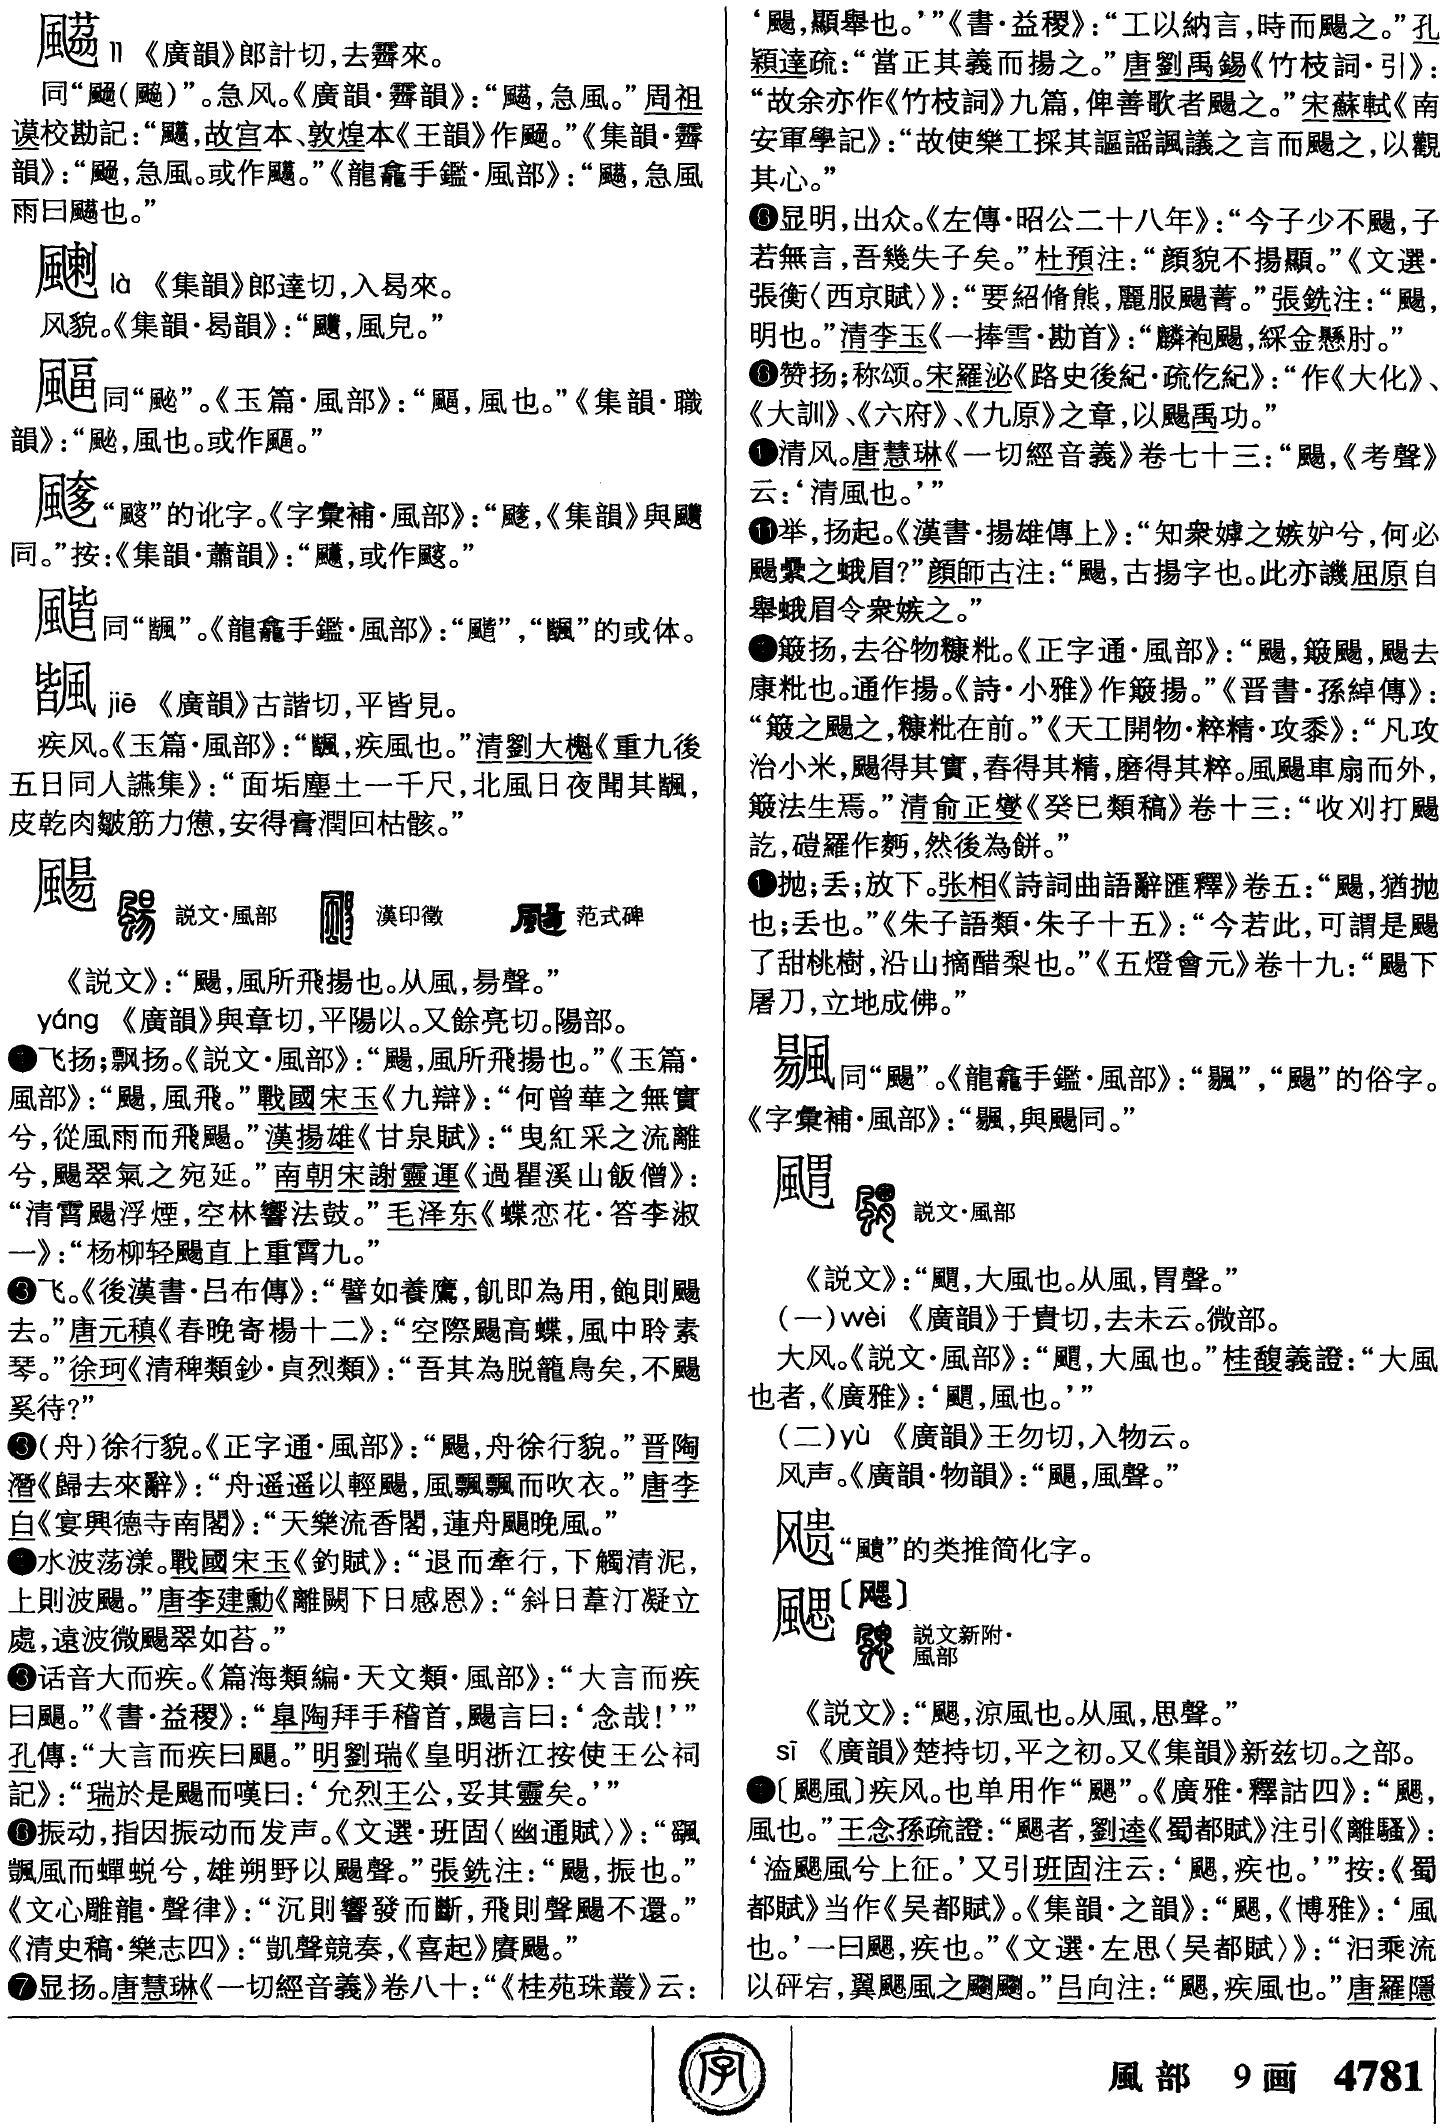 lì 《廣韻》郎計切，去霽來。
同“颲（䬆）”。急风。《廣韻·霽韻》：“，急風。”周祖
谟校勘記：“，故宫本、敦煌本《王韻》作。”《集韻·霽
韻》：“，急風。或作。”《龍龕手鑑·風部》：“，急風
雨曰也。”
là 《集韻》郎達切，入曷來。
风貌。《集韻·曷韻》：“，風皃。”
同“䬛”。《玉篇·風部》：“，風也。”《集韻·職
韻》：“，風也。或作。”
“颼”的讹字。《字彙補·風部》：“，《集韻》與
同。”按：《集韻·蕭韻》：“，或作。”
同“䬕”。《龍龕手鑑·風部》：“”，“”的或体。
jiē 《廣韻》古諧切，平皆見。
疾风。《玉篇·風部》：“，疾風也。”清劉大櫆《重九後
五日同人讌集》：“面垢塵土一千尺，北風日夜聞其，
皮乾肉皺筋力憊，安得膏潤回枯骸。”
颺 説文·風部 漢印徵 范式碑
《説文》：“颺，風所飛揚也。从風，昜聲。”
yáng 《廣韻》與章切，平陽以。又餘亮切。陽部。
❶飞扬；飘扬。《説文·風部》：“颺，風所飛揚也。”《玉篇·
風部》：“颺，風飛。”戰國宋玉《九辯》：“何曾華之無實
兮，從風雨而飛颺。”漢揚雄《甘泉賦》：“曳紅采之流離
兮，颺翠氣之宛延。”南朝宋謝靈運《過瞿溪山飯僧》：
“清霄颺浮煙，空林響法鼓。”毛泽东《蝶恋花·答李淑
一》：“杨柳轻颺直上重霄九。”
❸飞。《後漢書·吕布傳》：“譬如養鷹，飢即為用，飽則颺
去。”唐元稹《春晚寄楊十二》：“空際颺高蝶，風中聆素
琴。”徐珂《清稗類鈔·貞烈類》：“吾其為脱籠鳥矣，不颺
奚待？”
❸（舟）徐行貌。《正字通·風部》：“颺，舟徐行貌。”晋陶
潛《歸去來辭》：“舟遥遥以輕颺，風飄飄而吹衣。”唐李
白《宴興德寺南閣》：“天樂流香閣，蓮舟颺晚風。”
水波荡漾。戰國宋玉《釣賦》：“退而牽行，下觸清泥，
上則波颺。”唐李建勳《離闕下日感恩》：“斜日葦汀凝立
處，遠波微颺翠如苔。”
❸话音大而疾。《篇海類編·天文類·風部》：“大言而疾
曰颺。”《書·益稷》：“皐陶拜手稽首，颺言曰：‘念哉！’”
孔傳：“大言而疾曰颺。”明劉瑞《皇明浙江按使王公祠
記》：“瑞於是颺而嘆曰：‘允烈王公，妥其靈矣。’”
❻振动，指因振动而发声。《文選·班固〈幽通賦〉》：“飊
颽風而蟬蜕兮，雄朔野以颺聲。”張銑注：“颺，振也。”
《文心雕龍·聲律》：“沉則響發而斷，飛則聲颺不還。”
《清史稿·樂志四》：“凱聲競奏，《喜起》賡颺。”
❼显扬。唐慧琳《一切經音義》卷八十：“《桂苑珠叢》云：
‘颺，顯舉也。’”《書·益稷》：“工以納言，時而颺之。”孔
穎達疏：“當正其義而揚之。”唐劉禹錫《竹枝詞·引》：
“故余亦作《竹枝詞》九篇，俾善歌者颺之。”宋蘇軾《南
安軍學記》：“故使樂工採其謳謡諷議之言而颺之，以觀
其心。”
❽显明，出众。《左傳·昭公二十八年》：“今子少不颺，子
若無言，吾幾失子矣。”杜預注：“顔貌不揚顯。”《文選·
張衡〈西京賦〉》：“要紹脩熊，麗服颺菁。”張銑注：“颺，
明也。”清李玉《一捧雪·勘首》：“麟袍颺，綵金懸肘。”
赞扬；称颂。宋羅泌《路史後紀·疏仡紀》：“作《大化》、
《大訓》、《六府》、《九原》之章，以颺禹功。”
清风。唐慧琳《一切經音義》卷七十三：“颺，《考聲》
云：‘清風也。’”
⓫举，扬起。《漢書·揚雄傳上》：“知衆嫭之嫉妒兮，何必
颺纍之蛾眉？”顔師古注：“颺，古揚字也。此亦譏屈原自
舉蛾眉令衆嫉之。”
簸扬，去谷物糠粃。《正字通·風部》：“颺，簸颺，颺去
康粃也。通作揚。《詩·小雅》作簸揚。”《晋書·孫綽傳》：
“簸之颺之，糠粃在前。”《天工開物·粹精·攻黍》：“凡攻
治小米，颺得其實，舂得其精，磨得其粹。風颺車扇而外，
簸法生焉。”清俞正燮《癸巳類稿》卷十三：“收刈打颺
訖，磑羅作麪，然後為餅。”
抛；丢；放下。张相《詩詞曲語辭匯釋》卷五：“颺，猶抛
也；丢也。”《朱子語類·朱子十五》：“今若此，可謂是颺
了甜桃樹，沿山摘醋梨也。”《五燈會元》卷十九：“颺下
屠刀，立地成佛。”
同“颺”。《龍龕手鑑·風部》：“”，“颺”的俗字。
《字彙補·風部》：“，與颺同。”
䬑 説文·風部
《説文》：“䬑，大風也。从風，胃聲。”
（一）wèi 《廣韻》于貴切，去未云。微部。
大风。《説文·風部》：“䬑，大風也。”桂馥義證：“大風
也者，《廣雅》：‘䬑，風也。’”
（二）yù 《廣韻》王勿切，入物云。
风声。《廣韻·物韻》：“䬑，風聲。”
“”的类推简化字。
颸〔飔〕 説文新附·
風部
《説文》：“颸，涼風也。从風，思聲。”
sī 《廣韻》楚持切，平之初。又《集韻》新兹切。之部。
❶〔颸風〕疾风。也单用作“颸”。《廣雅·釋詁四》：“颸，
風也。”王念孫疏證：“颸者，劉逵《蜀都賦》注引《離騷》：
‘溘颸風兮上征。’又引班固注云：‘颸，疾也。’”按：《蜀
都賦》当作《吴都賦》。《集韻·之韻》：“颸，《博雅》：‘風
也。’一曰颸，疾也。”《文選·左思〈吴都賦〉》：“汩乘流
以砰宕，翼颸風之飀飀。”吕向注：“颸，疾風也。”唐羅隱
字
風部 9画 4781